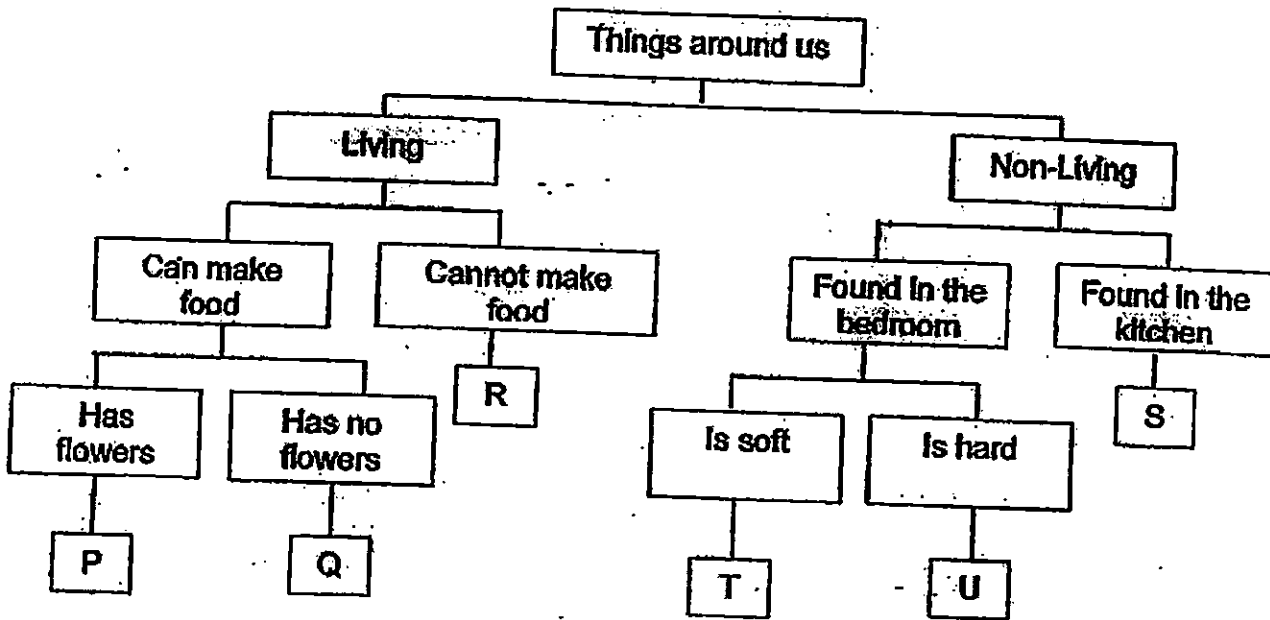 Things around us
Living
Non-Living
Can make
food
Cannot make
food
Found in the
bedroom
Found in the
kitchen
R
S
Has
flowers
Has no
flowers
Is soft
Is hard
P
Q
T
U